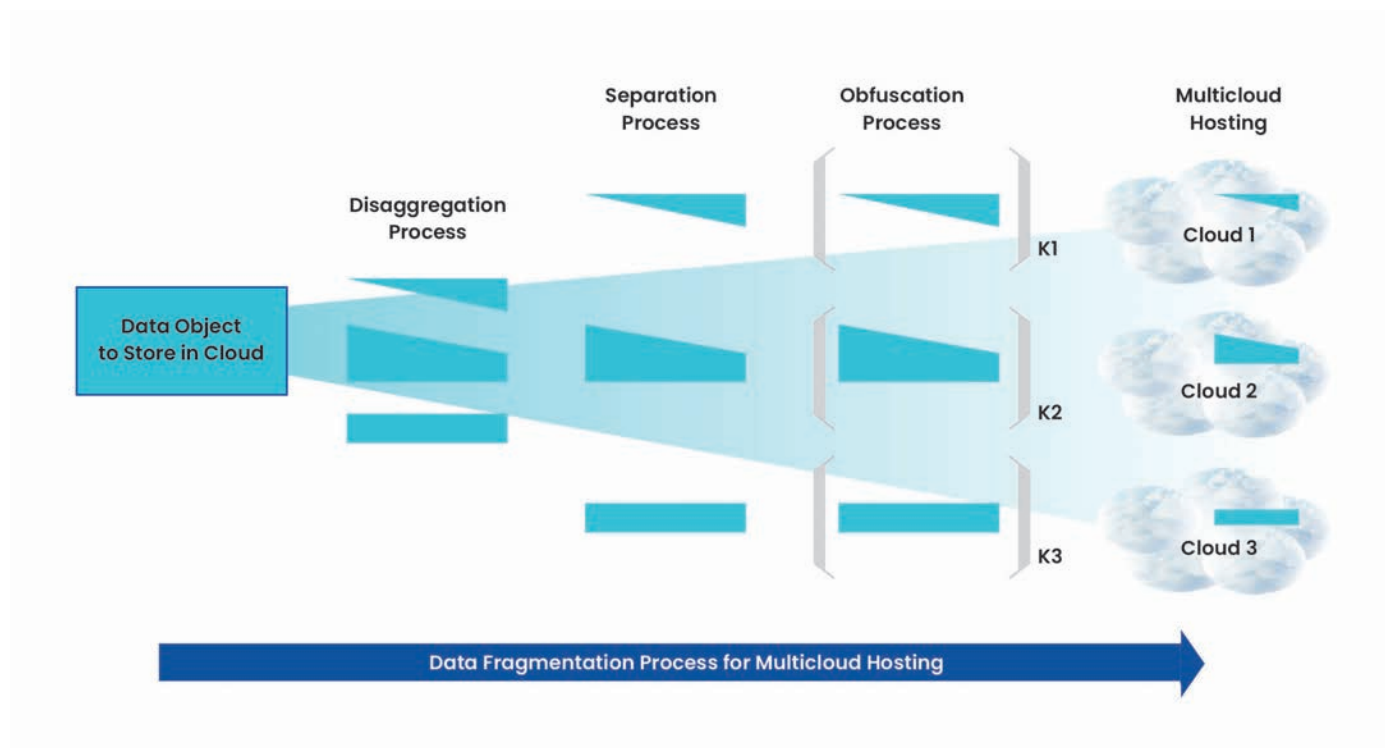 Separation
Process
Obfuscation
Process
Multicloud
Hosting
Disaggregation
Process
Data Object
to Store in Cloud
K1
K2
K3
Cloud 1
Cloud 2
Cloud 3
Data Fragmentation Process for Multicloud Hosting